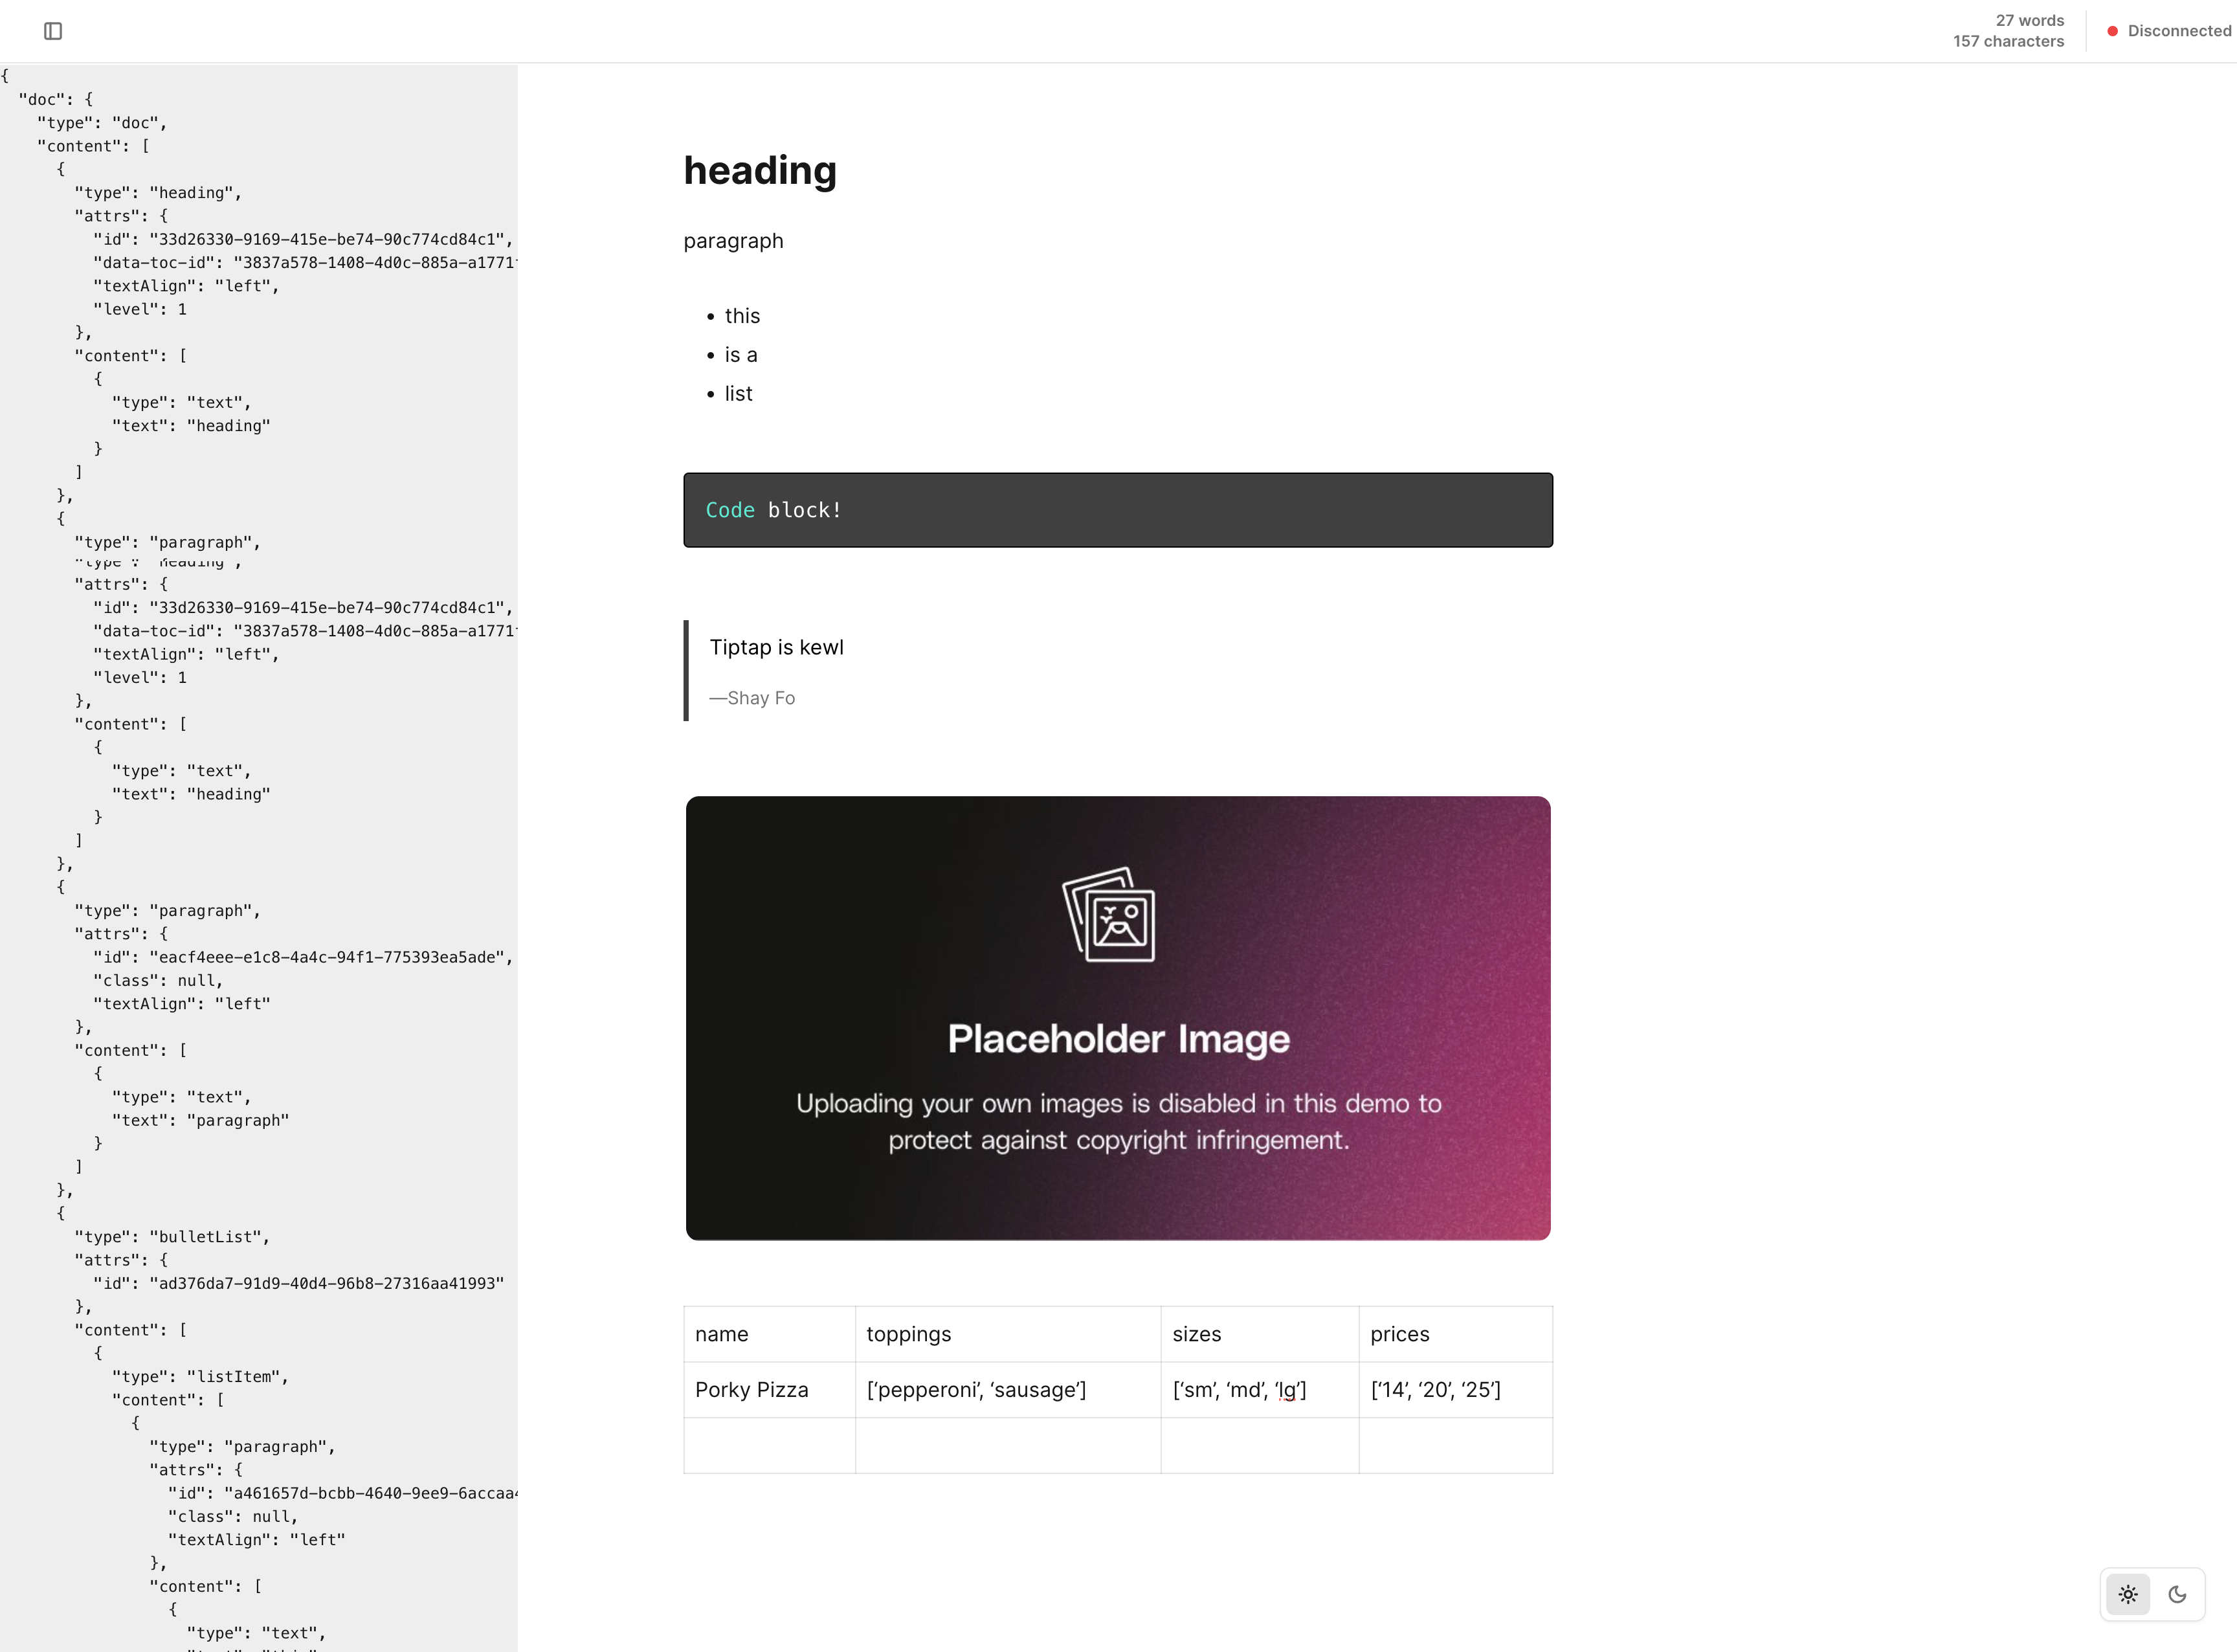 27 words
157 characters
Disconnected
{
  "doc": {
    "type": "doc",
    "content": [
      {
        "type": "heading",
        "attrs": {
          "id": "33d26330-9169-415e-be74-90c774cd84c1",
          "data-toc-id": "3837a578-1408-4d0c-885a-a1771
          "textAlign": "left",
          "level": 1
        },
        "content": [
          {
            "type": "text",
            "text": "heading"
          }
        ]
      },
      {
        "type": "paragraph",
        "type": "heading",
        "attrs": {
          "id": "33d26330-9169-415e-be74-90c774cd84c1",
          "data-toc-id": "3837a578-1408-4d0c-885a-a1771
          "textAlign": "left",
          "level": 1
        },
        "content": [
          {
            "type": "text",
            "text": "heading"
          }
        ]
      },
      {
        "type": "paragraph",
        "attrs": {
          "id": "eacf4eee-e1c8-4a4c-94f1-775393ea5ade",
          "class": null,
          "textAlign": "left"
        },
        "content": [
          {
            "type": "text",
            "text": "paragraph"
          }
        ]
      },
      {
        "type": "bulletList",
        "attrs": {
          "id": "ad376da7-91d9-40d4-96b8-27316aa41993"
        },
        "content": [
          {
            "type": "listItem",
            "content": [
              {
                "type": "paragraph",
                "attrs": {
                  "id": "a461657d-bcbb-4640-9ee9-6accaa4
                  "class": null,
                  "textAlign": "left"
                },
                "content": [
                  {
                    "type": "text",
heading
paragraph
• this
• is a
• list
Code block!
Tiptap is kewl
—Shay Fo
Placeholder Image
Uploading your own images is disabled in this demo to
protect against copyright infringement.
name toppings sizes prices
Porky Pizza [‘pepperoni’, ‘sausage’] [‘sm’, ‘md’, ‘lg’] [‘14’, ‘20’, ‘25’]